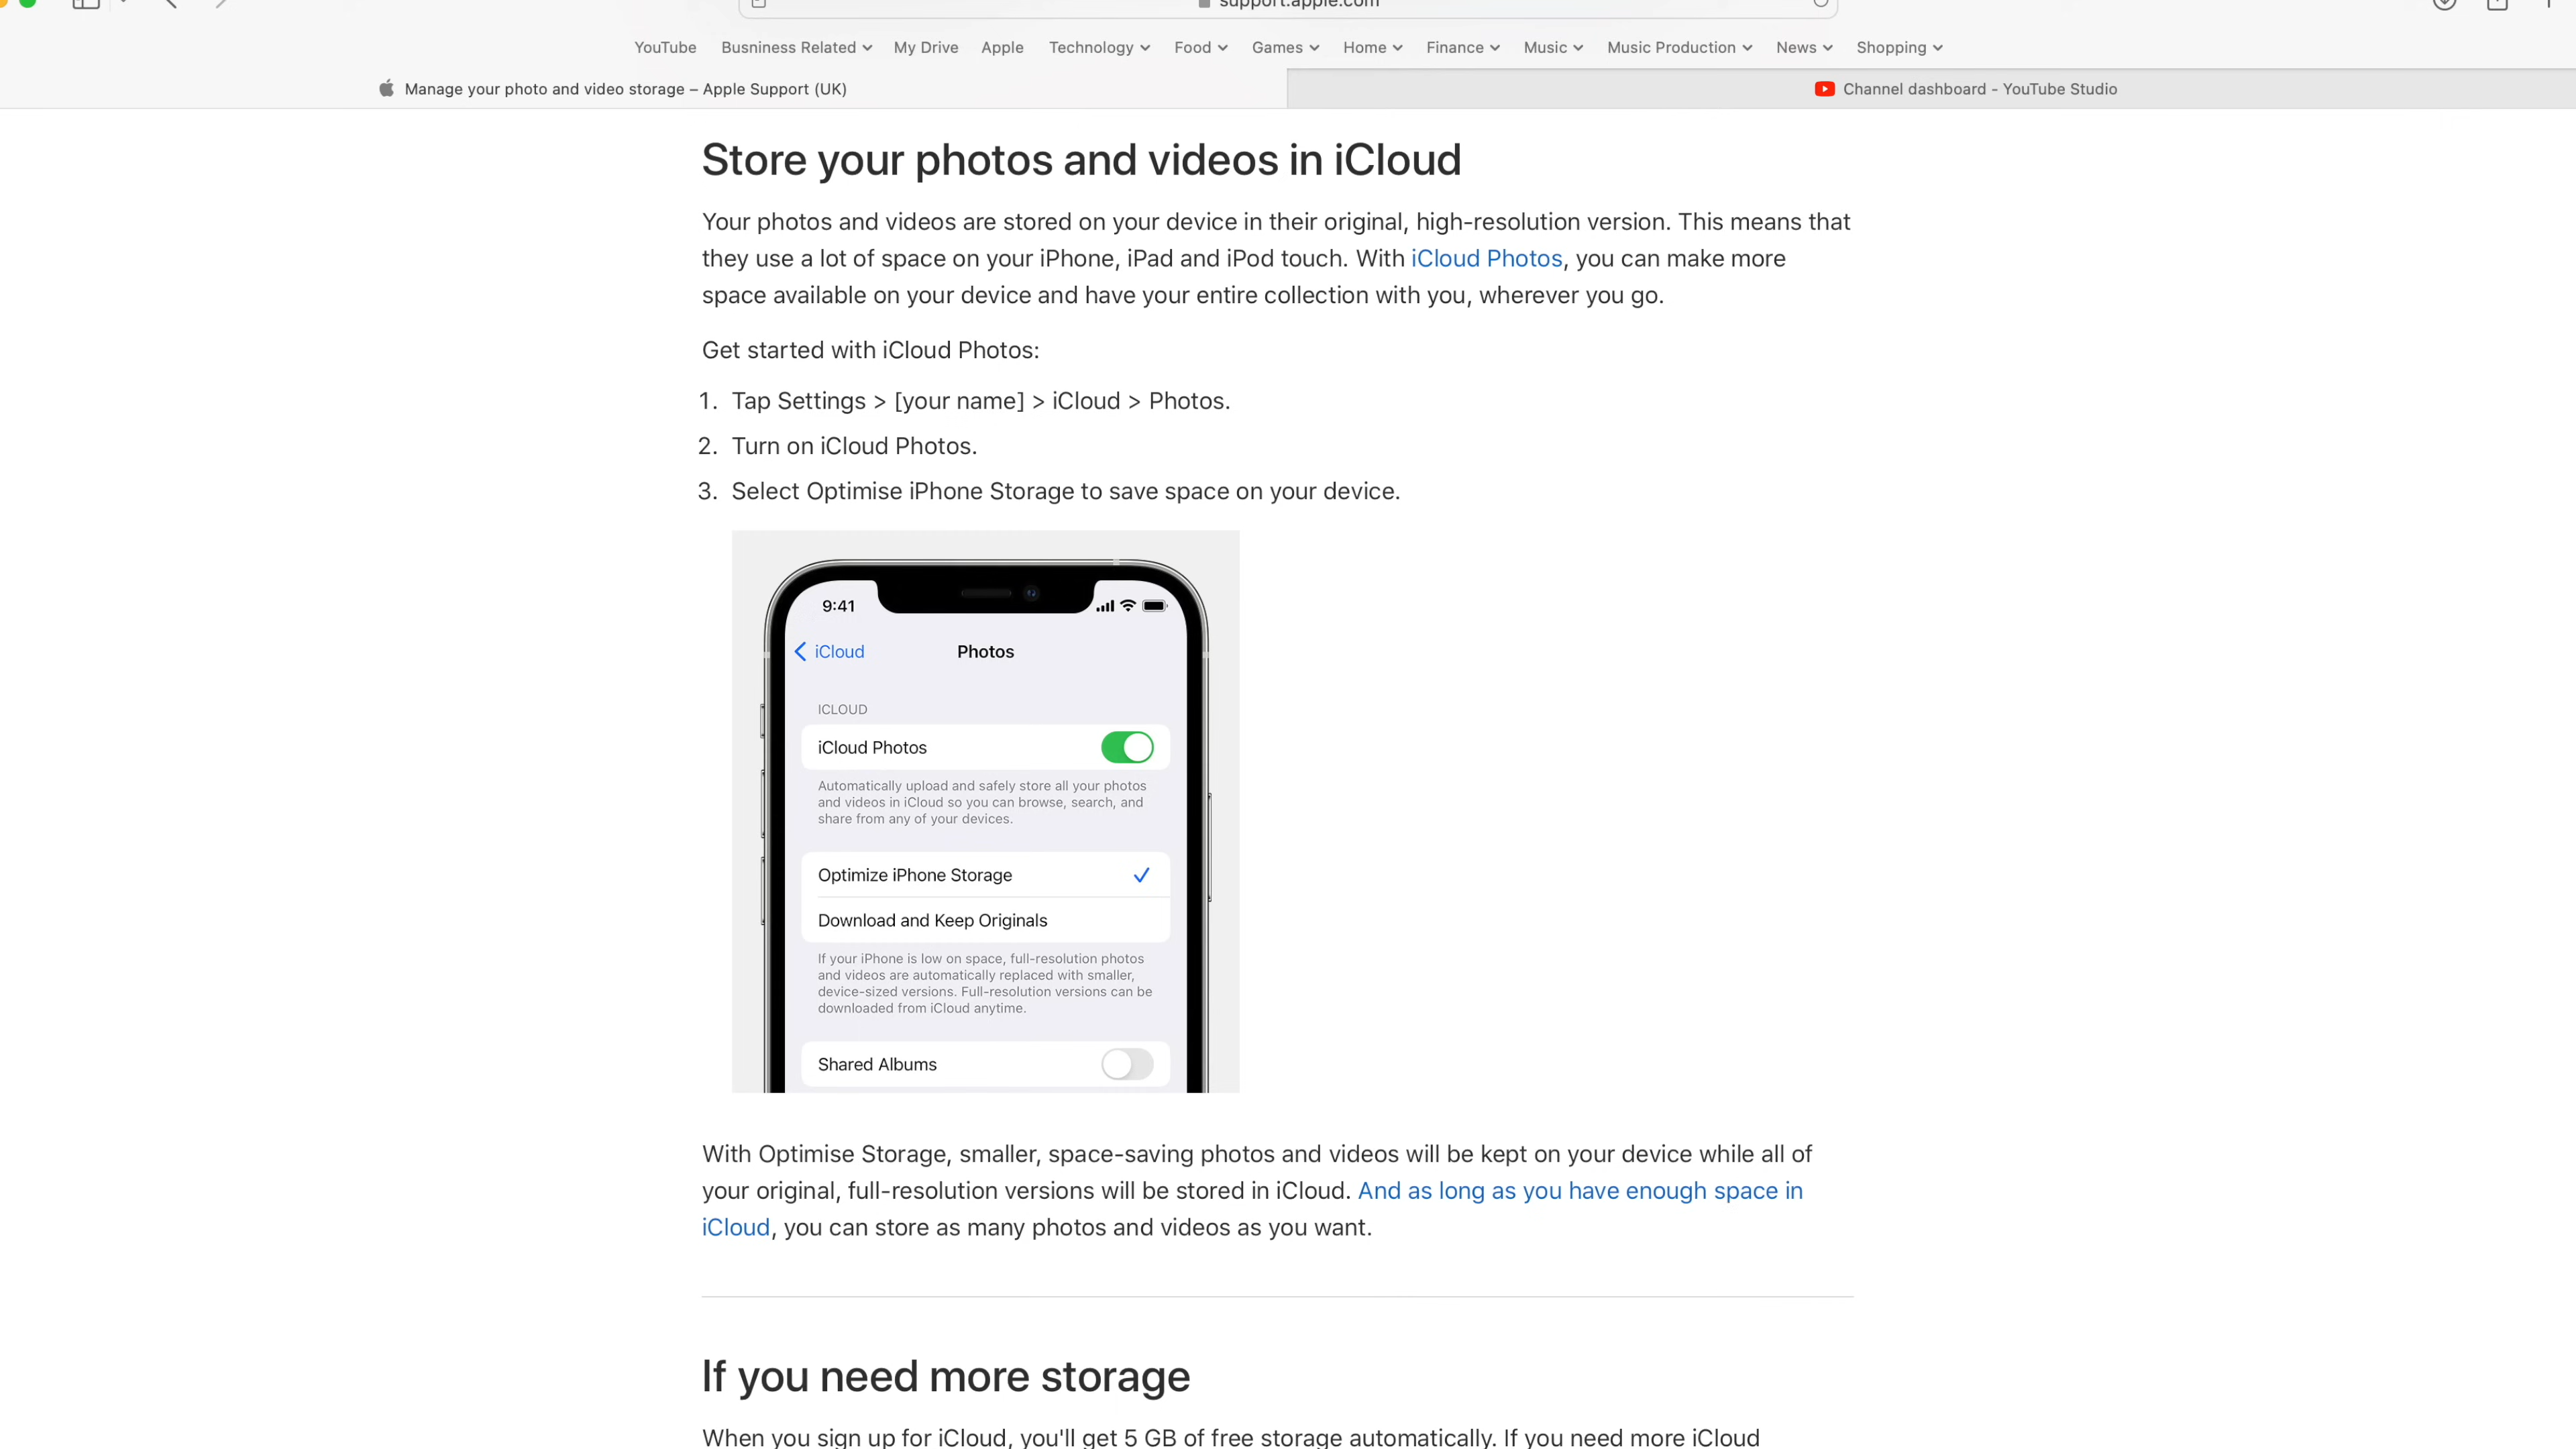 support.apple.com
YouTube Busniness Related My Drive Apple Technology Food Games Home Finance Music Music Production News Shopping
Manage your photo and video storage – Apple Support (UK) Channel dashboard - YouTube Studio
Store your photos and videos in iCloud
Your photos and videos are stored on your device in their original, high-resolution version. This means that
they use a lot of space on your iPhone, iPad and iPod touch. With iCloud Photos, you can make more
space available on your device and have your entire collection with you, wherever you go.
Get started with iCloud Photos:
1. Tap Settings > [your name] > iCloud > Photos.
2. Turn on iCloud Photos.
3. Select Optimise iPhone Storage to save space on your device.
9:41
iCloud Photos
ICLOUD
iCloud Photos
Automatically upload and safely store all your photos
and videos in iCloud so you can browse, search, and
share from any of your devices.
Optimize iPhone Storage
Download and Keep Originals
If your iPhone is low on space, full-resolution photos
and videos are automatically replaced with smaller,
device-sized versions. Full-resolution versions can be
downloaded from iCloud anytime.
Shared Albums
With Optimise Storage, smaller, space-saving photos and videos will be kept on your device while all of
your original, full-resolution versions will be stored in iCloud. And as long as you have enough space in
iCloud, you can store as many photos and videos as you want.
If you need more storage
When you sign up for iCloud, you'll get 5 GB of free storage automatically. If you need more iCloud